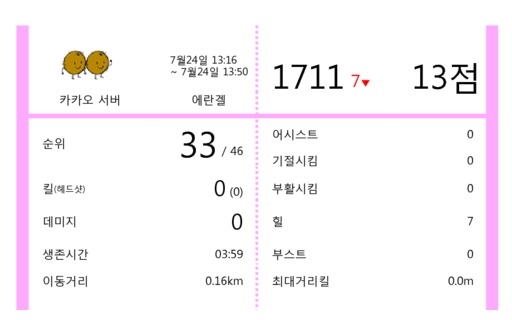 7월24일 13:16
~ 7월24일 13:50
카카오 서버
에란겔
1711 7▼ 13점
순위 33 / 46
킬(헤드샷) 0 (0)
데미지 0
생존시간 03:59
이동거리 0.16km
어시스트 0
기절시킴 0
부활시킴 0
힐 7
부스트 0
최대거리킬 0.0m